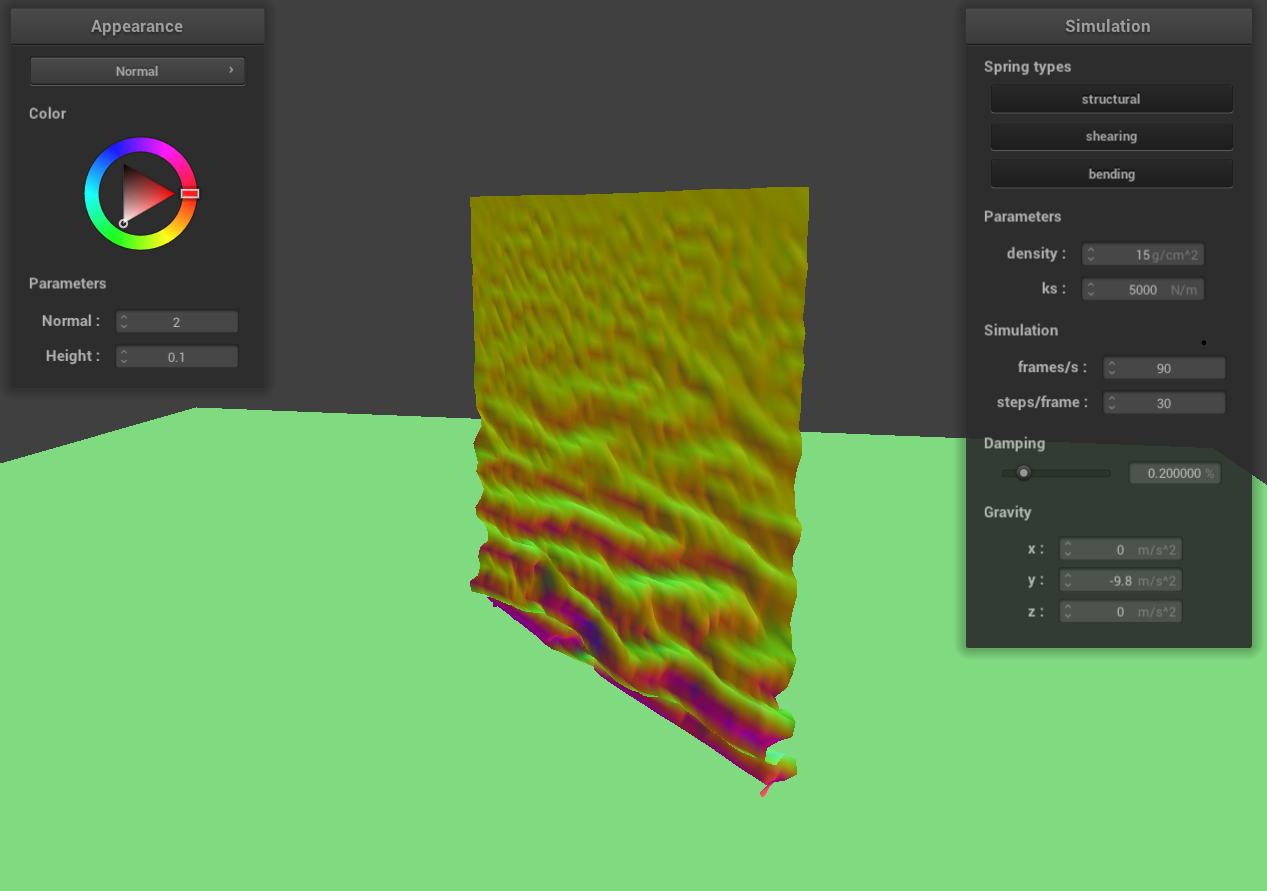 Appearance
Normal
Color
Parameters
Normal : 2
Height : 0.1
Simulation
Spring types
structural
shearing
bending
Parameters
density : 15 g/cm^2
ks : 5000 N/m
Simulation
frames/s : 90
steps/frame : 30
Damping
0.200000 %
Gravity
x : 0 m/s^2
y : -9.8 m/s^2
z : 0 m/s^2